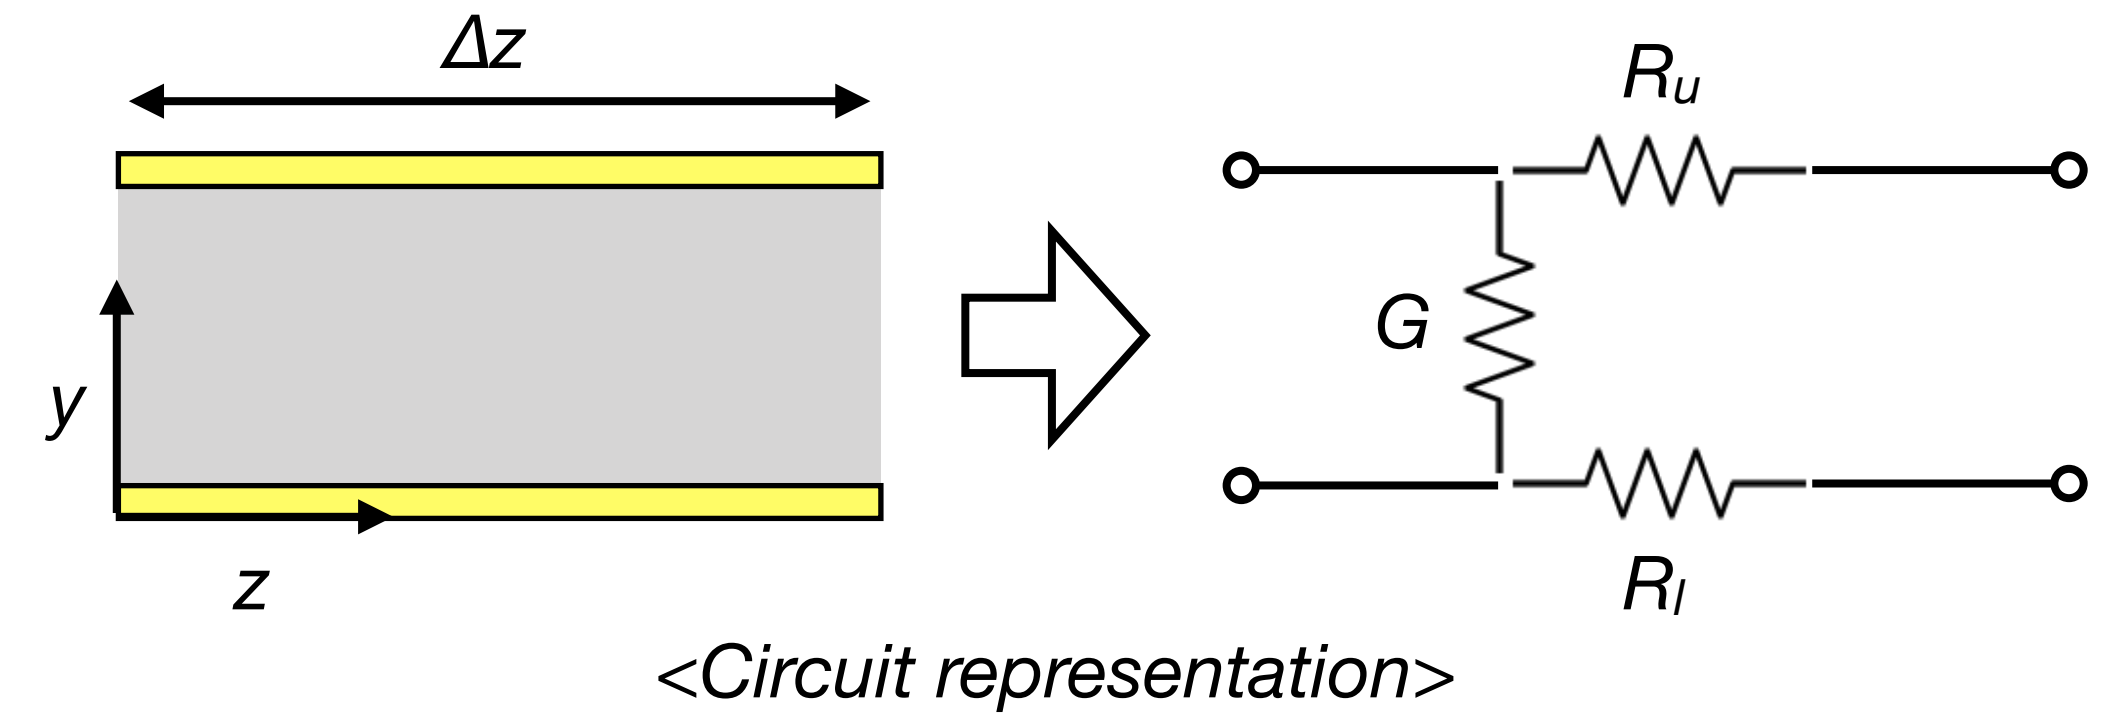 Δz
y
z
Ru
G
Rl
<Circuit representation>